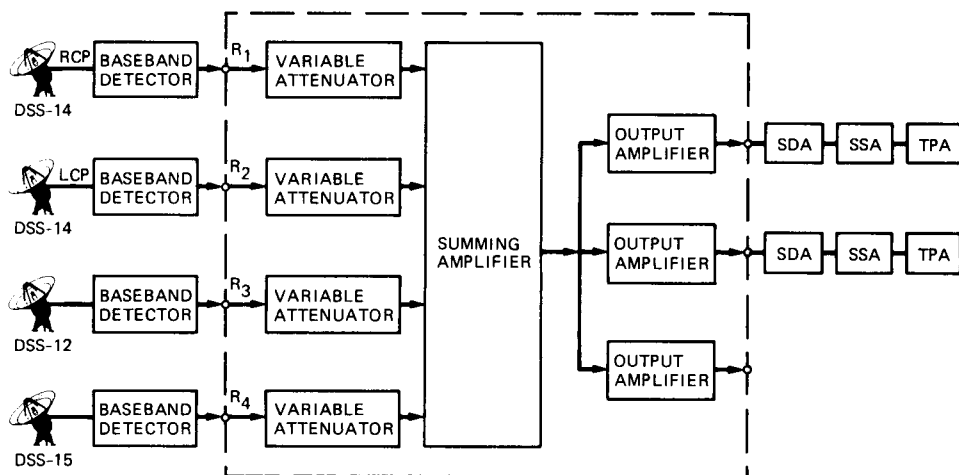 RCP
BASEBAND
DETECTOR
DSS-14
R1
VARIABLE
ATTENUATOR
LCP
BASEBAND
DETECTOR
DSS-14
R2
VARIABLE
ATTENUATOR
BASEBAND
DETECTOR
DSS-12
R3
VARIABLE
ATTENUATOR
BASEBAND
DETECTOR
DSS-15
R4
VARIABLE
ATTENUATOR
SUMMING
AMPLIFIER
OUTPUT
AMPLIFIER
SDA
SSA
TPA
OUTPUT
AMPLIFIER
SDA
SSA
TPA
OUTPUT
AMPLIFIER